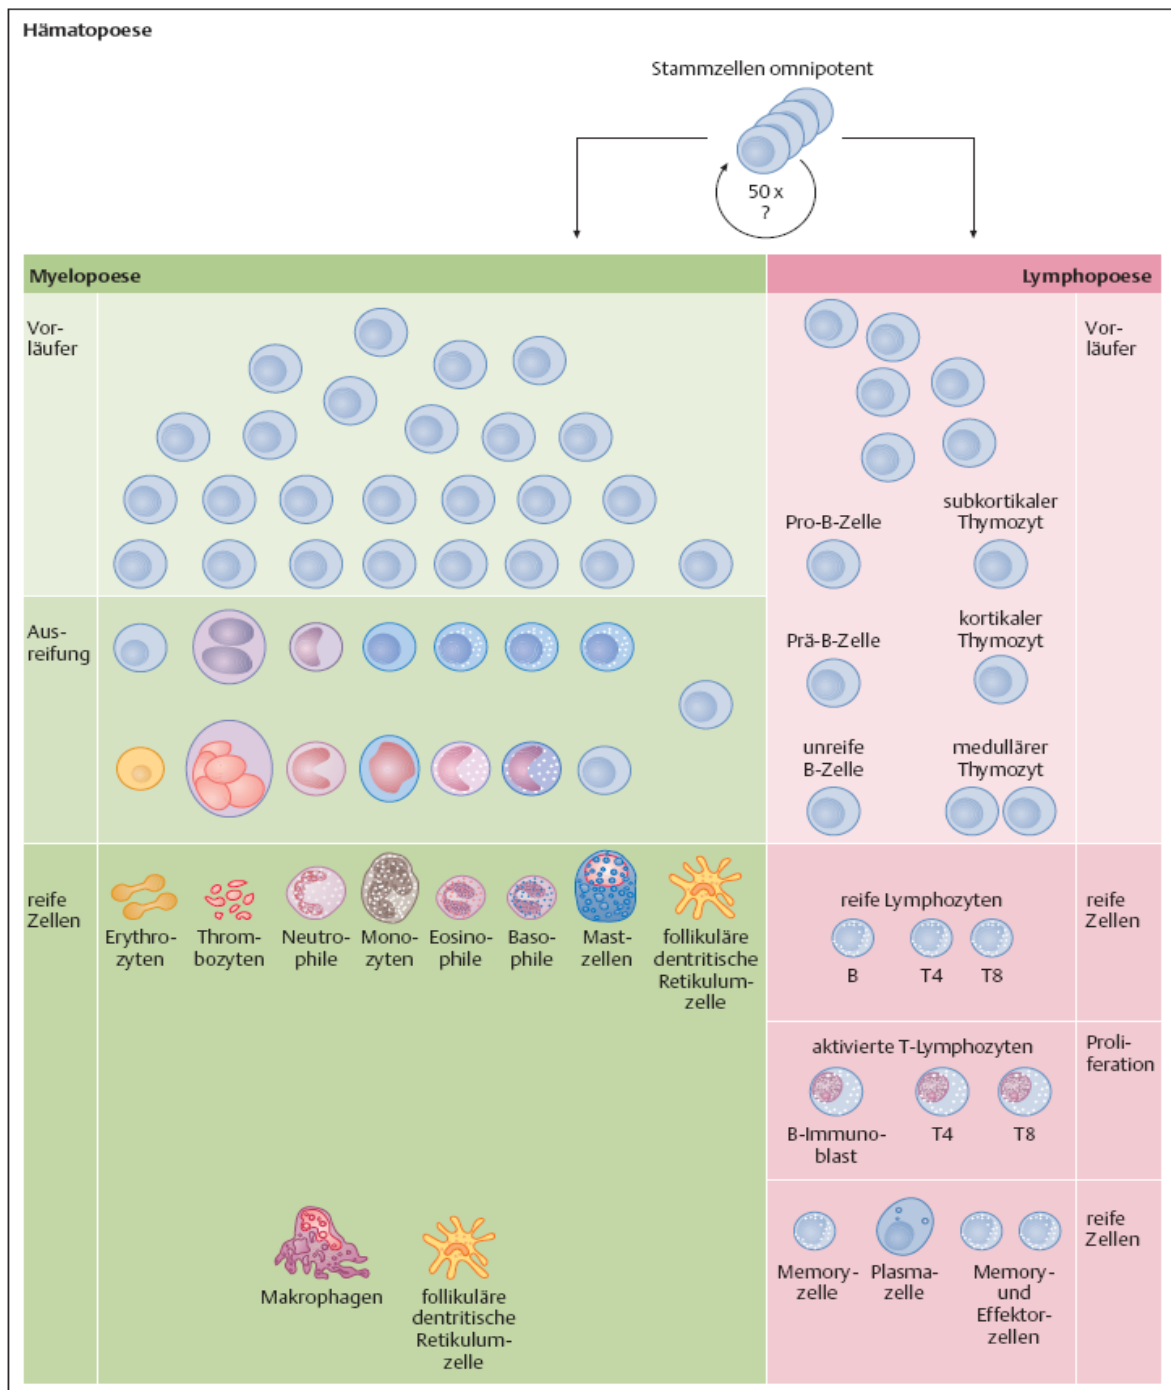 Hämatopoese
Stammzellen omnipotent
50 x
?
Myelopoese
Lymphopoese
Vor-
läufer
Vor-
läufer
Pro-B-Zelle
subkortikaler
Thymozyt
Aus-
reifung
Prä-B-Zelle
kortikaler
Thymozyt
unreife
B-Zelle
medullärer
Thymozyt
reife
Zellen
Erythro-
zyten
Throm-
bozyten
Neutro-
phile
Mono-
zyten
Eosino-
phile
Baso-
phile
Mast-
zellen
follikuläre
dentritische
Retikulum-
zelle
reife Lymphozyten
B
T4
T8
reife
Zellen
aktivierte T-Lymphozyten
B-Immuno-
blast
T4
T8
Proli-
feration
Makrophagen
follikuläre
dentritische
Retikulum-
zelle
Memory-
zelle
Plasma-
zelle
Memory-
und
Effektor-
zellen
reife
Zellen